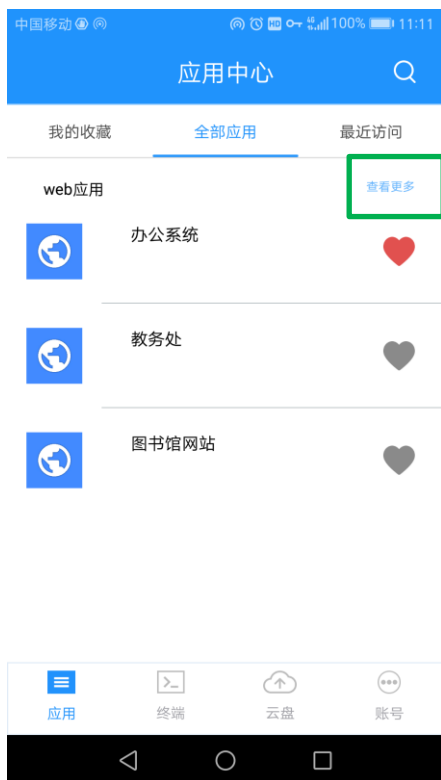 中国移动 HD 46 100% 11:11
应用中心
我的收藏 全部应用 最近访问
web应用 查看更多
办公系统
教务处
图书馆网站
应用 终端 云盘 账号